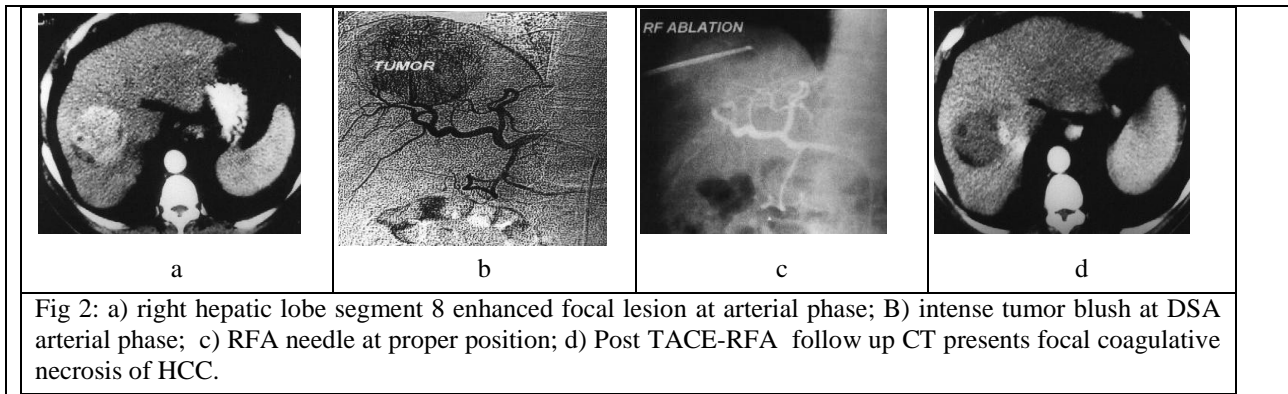 RF ABLATION
TUMOR
a
b
c
d
Fig 2: a) right hepatic lobe segment 8 enhanced focal lesion at arterial phase; B) intense tumor blush at DSA
arterial phase; c) RFA needle at proper position; d) Post TACE-RFA follow up CT presents focal coagulative
necrosis of HCC.